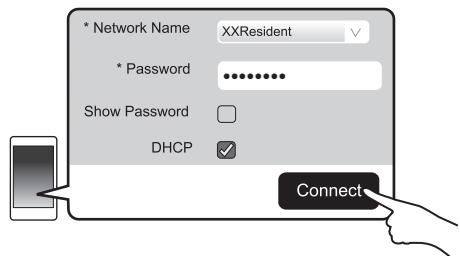 * Network Name
XXResident
* Password
●●●●●●●●
Show Password
DHCP
Connect